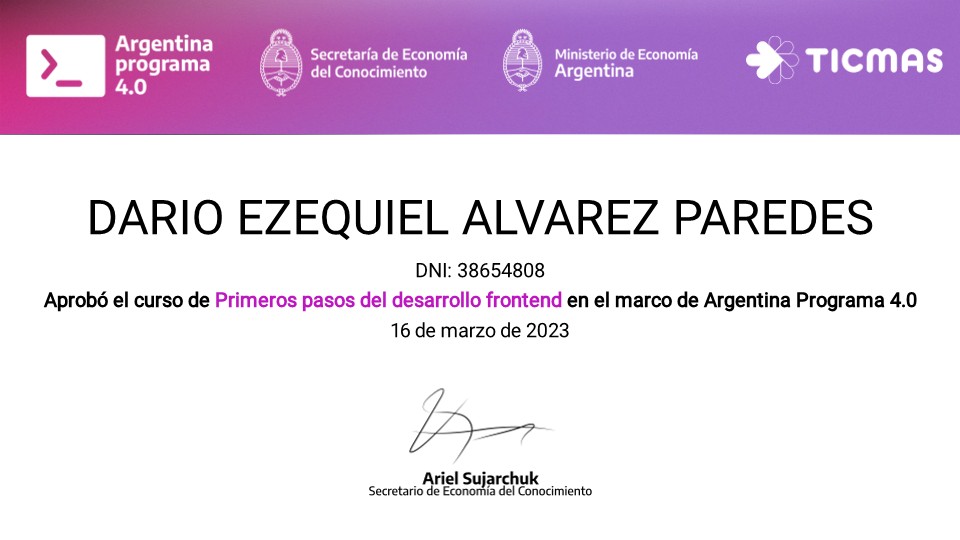 Argentina
programa
4.0
Secretaría de Economía
del Conocimiento
Ministerio de Economía
Argentina
TICMAS
DARIO EZEQUIEL ALVAREZ PAREDES
DNI: 38654808
Aprobó el curso de Primeros pasos del desarrollo frontend en el marco de Argentina Programa 4.0
16 de marzo de 2023
Ariel Sujarchuk
Secretario de Economía del Conocimiento